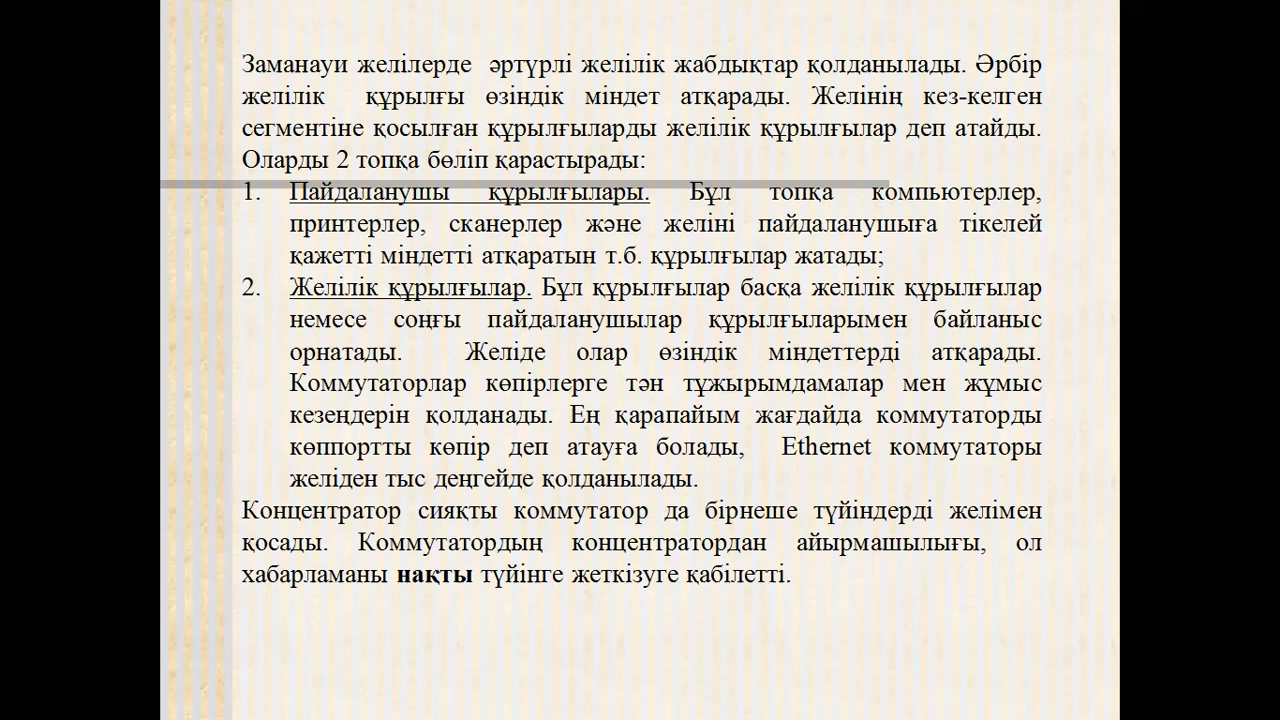 Заманауи желілерде әртүрлі желілік жабдықтар қолданылады. Әрбір
желілік құрылғы өзіндік міндет атқарады. Желінің кез-келген
сегментіне қосылған құрылғыларды желілік құрылғылар деп атайды.
Оларды 2 топқа бөліп қарастырады:
1. Пайдаланушы құрылғылары. Бұл топқа компьютерлер,
принтерлер, сканерлер және желіні пайдаланушыға тікелей
қажетті міндетті атқаратын т.б. құрылғылар жатады;
2. Желілік құрылғылар. Бұл құрылғылар басқа желілік құрылғылар
немесе соңғы пайдаланушылар құрылғыларымен байланыс
орнатады. Желіде олар өзіндік міндеттерді атқарады.
Коммутаторлар көпірлерге тән тұжырымдамалар мен жұмыс
кезеңдерін қолданады. Ең қарапайым жағдайда коммутаторды
көппортты көпір деп атауға болады, Ethernet коммутаторы
желіден тыс деңгейде қолданылады.
Концентратор сияқты коммутатор да бірнеше түйіндерді желімен
қосады. Коммутатордың концентратордан айырмашылығы, ол
хабарламаны нақты түйінге жеткізуге қабілетті.